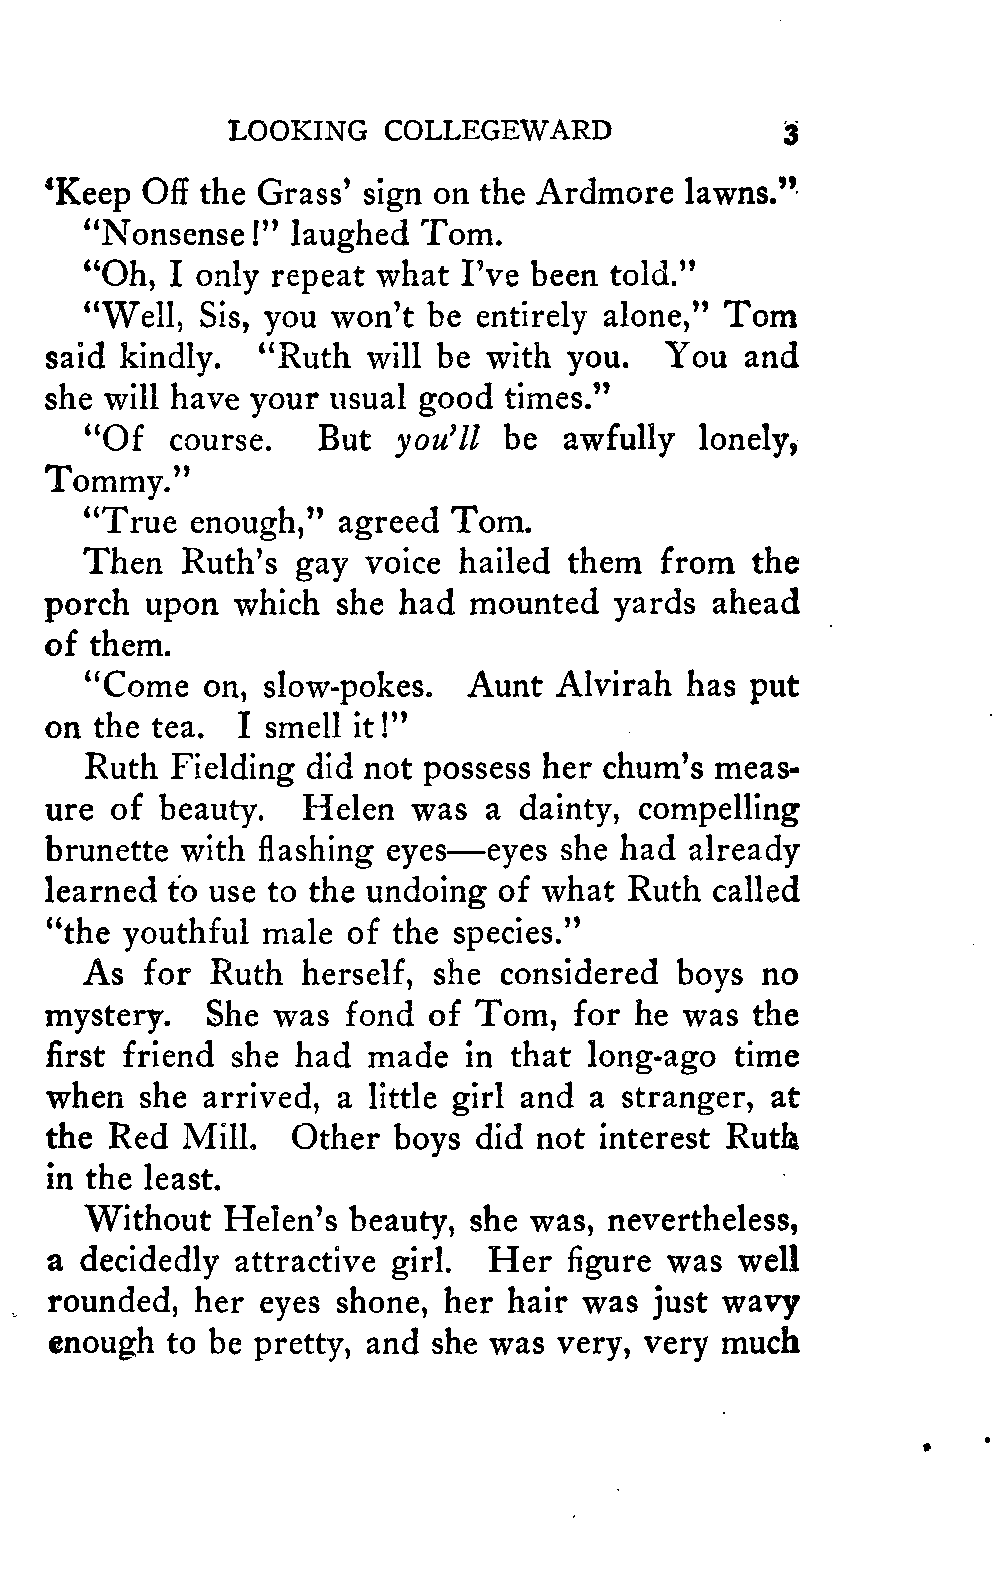 LOOKING COLLEGEWARD 3
‘Keep Off the Grass’ sign on the Ardmore lawns.”
“Nonsense!” laughed Tom.
“Oh, I only repeat what I’ve been told.”
“Well, Sis, you won’t be entirely alone,” Tom
said kindly. “Ruth will be with you. You and
she will have your usual good times.”
“Of course. But you’ll be awfully lonely,
Tommy.”
“True enough,” agreed Tom.
Then Ruth’s gay voice hailed them from the
porch upon which she had mounted yards ahead
of them.
“Come on, slow-pokes. Aunt Alvirah has put
on the tea. I smell it!”
Ruth Fielding did not possess her chum’s meas-
ure of beauty. Helen was a dainty, compelling
brunette with flashing eyes—eyes she had already
learned to use to the undoing of what Ruth called
“the youthful male of the species.”
As for Ruth herself, she considered boys no
mystery. She was fond of Tom, for he was the
first friend she had made in that long-ago time
when she arrived, a little girl and a stranger, at
the Red Mill. Other boys did not interest Ruth
in the least.
Without Helen’s beauty, she was, nevertheless,
a decidedly attractive girl. Her figure was well
rounded, her eyes shone, her hair was just wavy
enough to be pretty, and she was very, very much